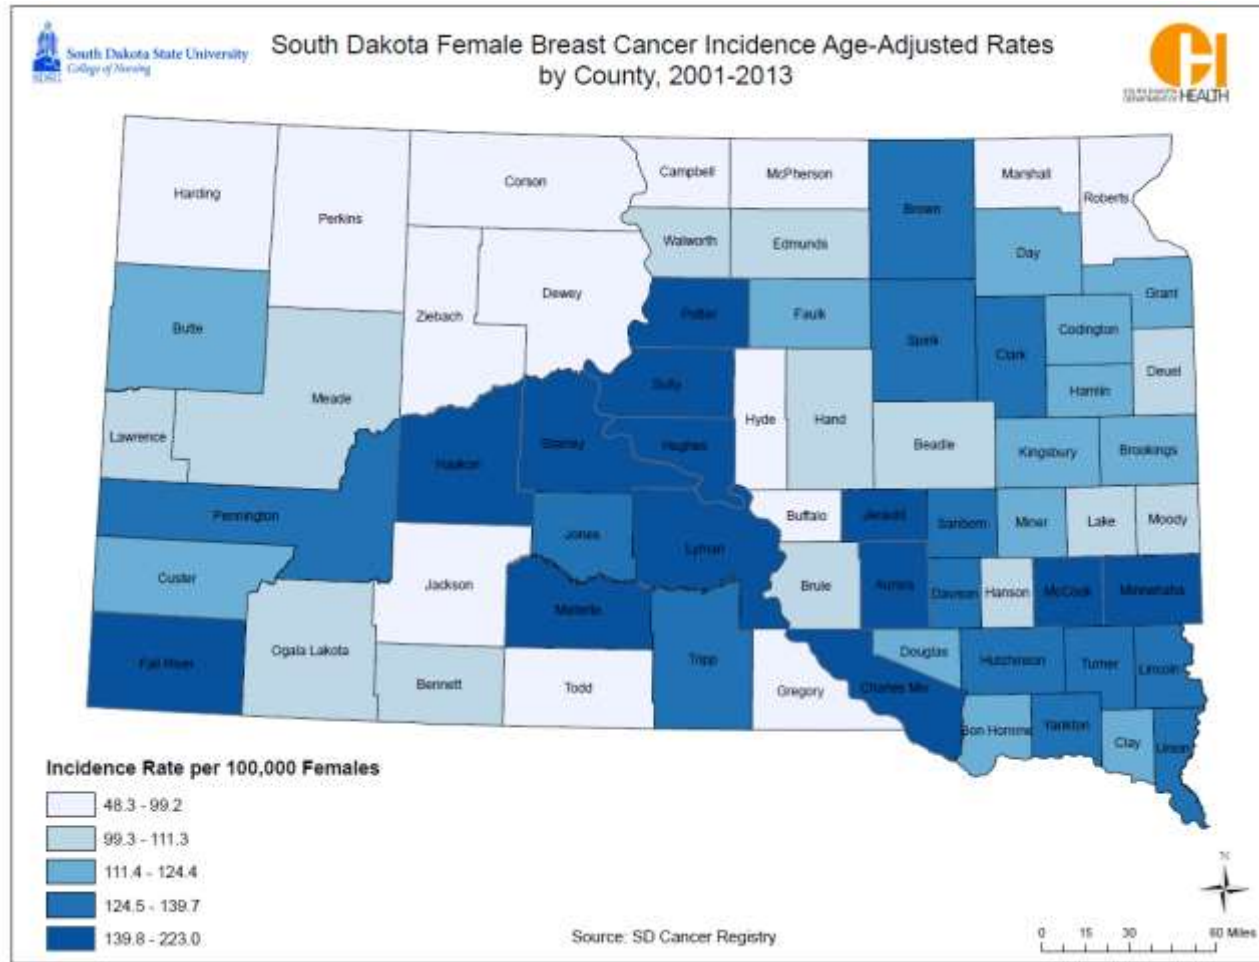 South Dakota State University
College of Nursing
South Dakota Female Breast Cancer Incidence Age-Adjusted Rates
by County, 2001-2013
SOUTH DAKOTA
DEPARTMENT OF HEALTH
Harding
Perkins
Corson
Campbell
McPherson
Brown
Marshall
Roberts
Walworth
Edmunds
Day
Butte
Ziebach
Dewey
Potter
Faulk
Spink
Clark
Codington
Grant
Hamlin
Deuel
Lawrence
Meade
Haakon
Stanley
Sully
Hughes
Hyde
Hand
Beadle
Kingsbury
Brookings
Pennington
Jones
Lyman
Buffalo
Jerauld
Sanborn
Miner
Lake
Moody
Custer
Jackson
Mellette
Brule
Aurora
Davison
Hanson
McCook
Minnehaha
Fall River
Ogala Lakota
Bennett
Todd
Tripp
Gregory
Charles Mix
Douglas
Hutchinson
Turner
Lincoln
Bon Homme
Yankton
Clay
Union
Incidence Rate per 100,000 Females
48.3 - 99.2
99.3 - 111.3
111.4 - 124.4
124.5 - 139.7
139.8 - 223.0
Source: SD Cancer Registry
N
0 15 30 60 Miles